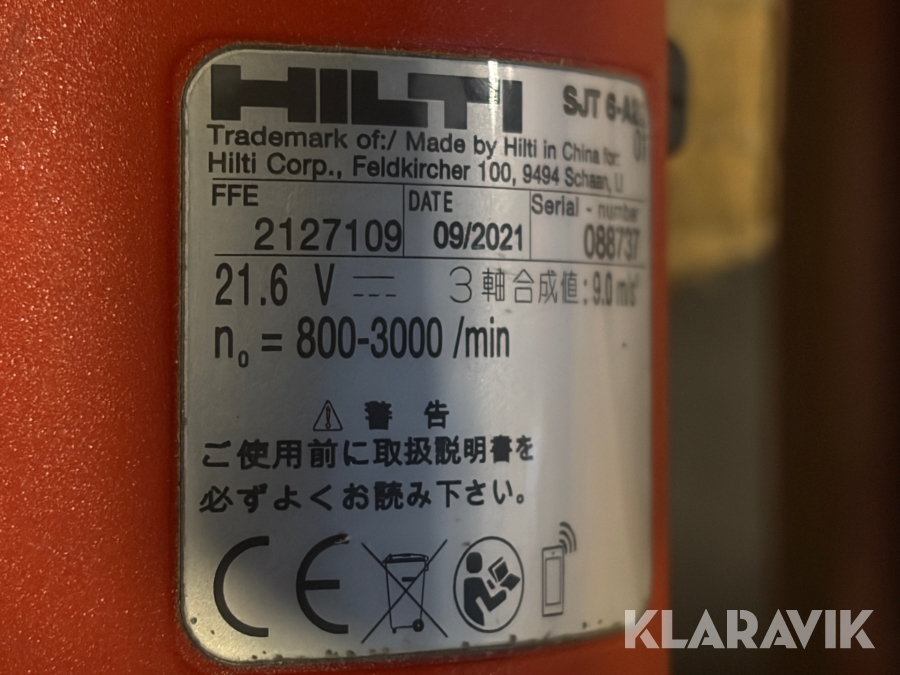 HILTI SJT 6-A22
01
Trademark of:/ Made by Hilti in China for:
Hilti Corp., Feldkircher 100, 9494 Schaan, LI
FFE DATE Serial - number
2127109 09/2021 088737
21.6 V 3軸合成値:9.0 m/s²
n₀ = 800-3000 /min
警告
ご使用前に取扱説明書を
必ずよくお読み下さい。
CE
KLARAVIK